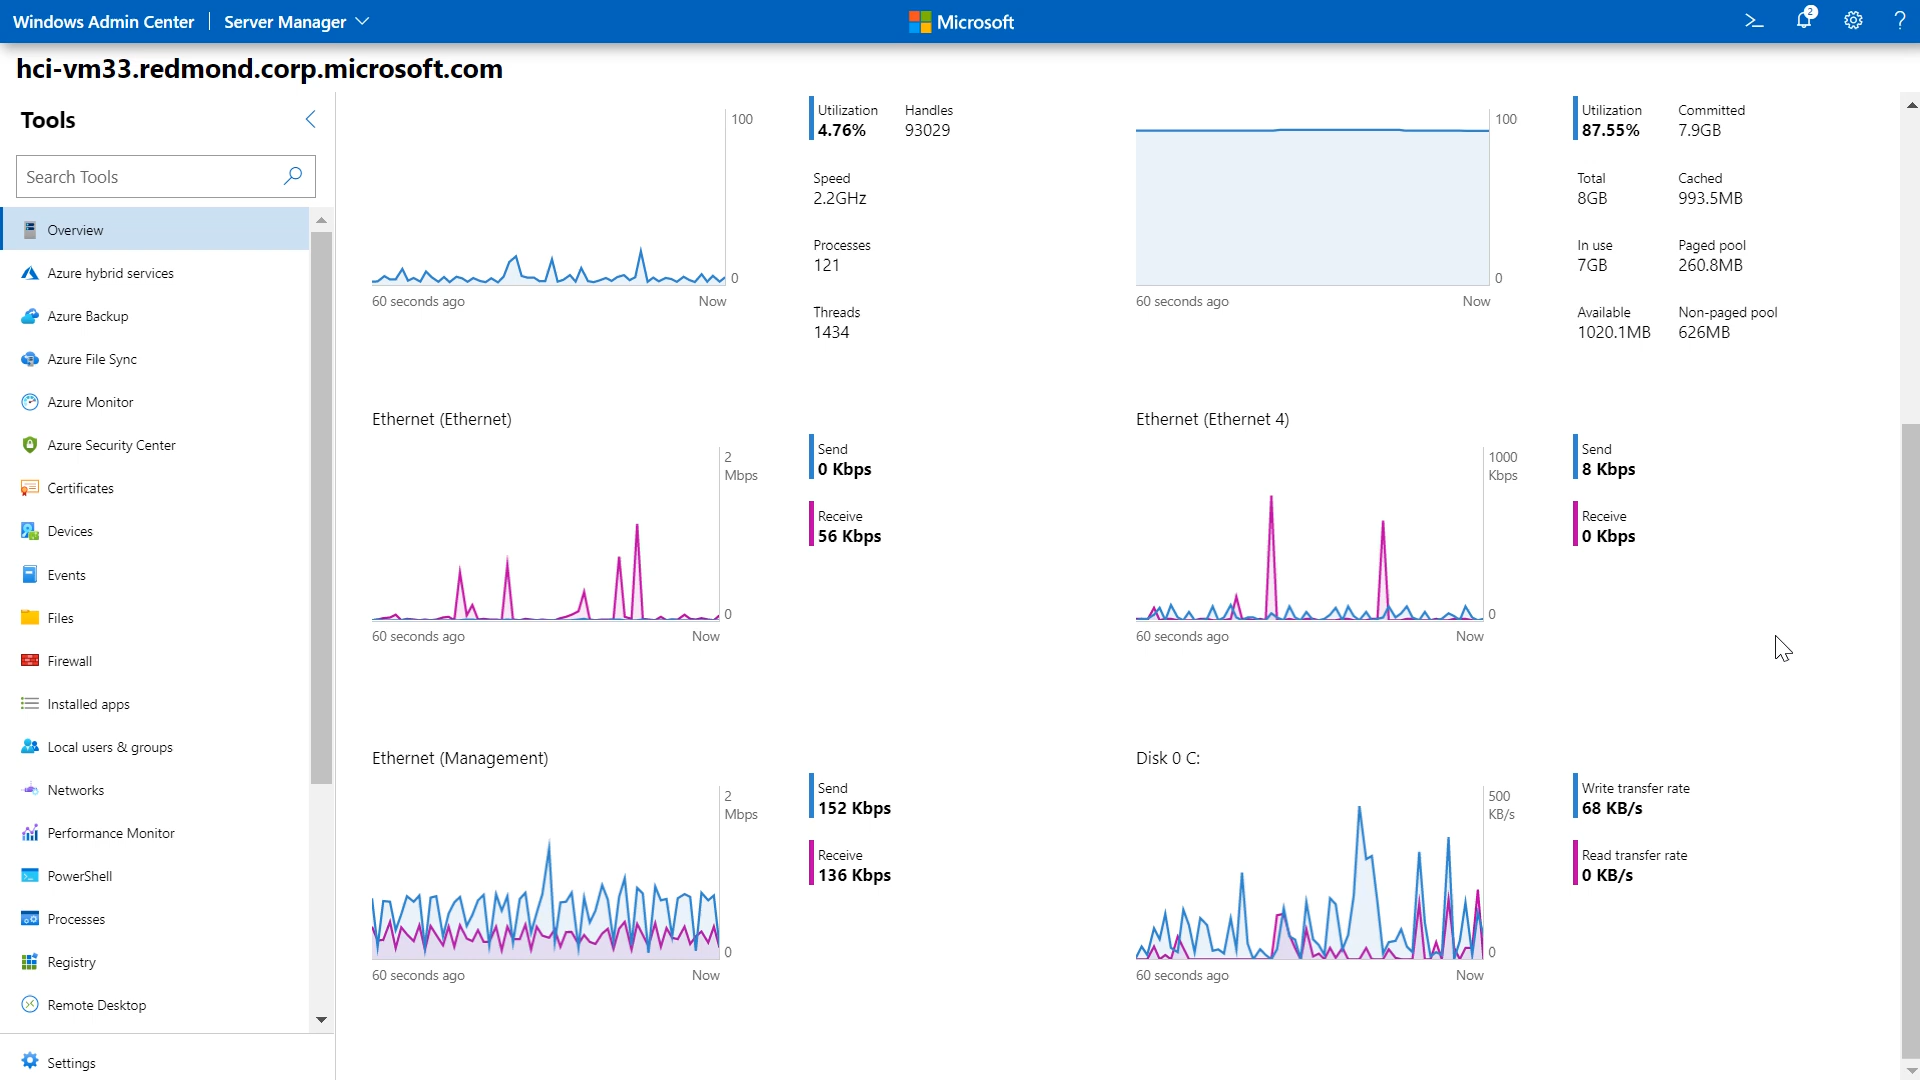 Windows Admin Center
Server Manager
Microsoft
2
?
hci-vm33.redmond.corp.microsoft.com
Tools
Search Tools
Overview
Azure hybrid services
Azure Backup
Azure File Sync
Azure Monitor
Azure Security Center
Certificates
Devices
Events
Files
Firewall
Installed apps
Local users & groups
Networks
Performance Monitor
PowerShell
Processes
Registry
Remote Desktop
Settings
100
0
60 seconds ago
Now
Utilization
4.76%
Handles
93029
Speed
2.2GHz
Processes
121
Threads
1434
100
0
60 seconds ago
Now
Utilization
87.55%
Committed
7.9GB
Total
8GB
Cached
993.5MB
In use
7GB
Paged pool
260.8MB
Available
1020.1MB
Non-paged pool
626MB
Ethernet (Ethernet)
2
Mbps
0
60 seconds ago
Now
Send
0 Kbps
Receive
56 Kbps
Ethernet (Ethernet 4)
1000
Kbps
0
60 seconds ago
Now
Send
8 Kbps
Receive
0 Kbps
Ethernet (Management)
2
Mbps
0
60 seconds ago
Now
Send
152 Kbps
Receive
136 Kbps
Disk 0 C:
500
KB/s
0
60 seconds ago
Now
Write transfer rate
68 KB/s
Read transfer rate
0 KB/s